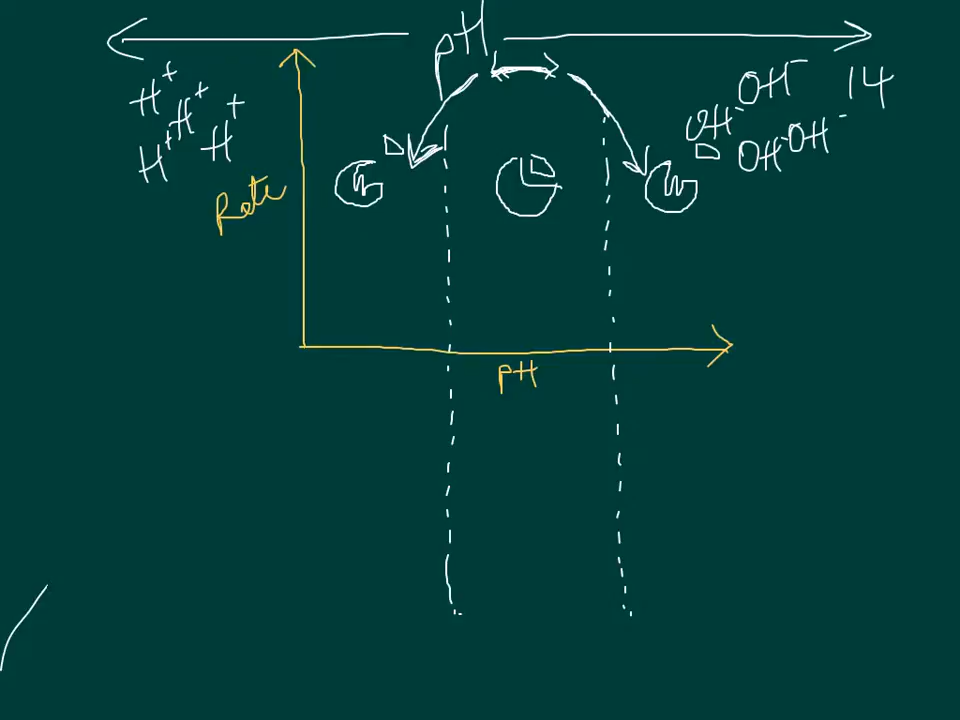 pH
H+ H+ H+ H+
OH- OH- OH- OH- 14
Rate
pH